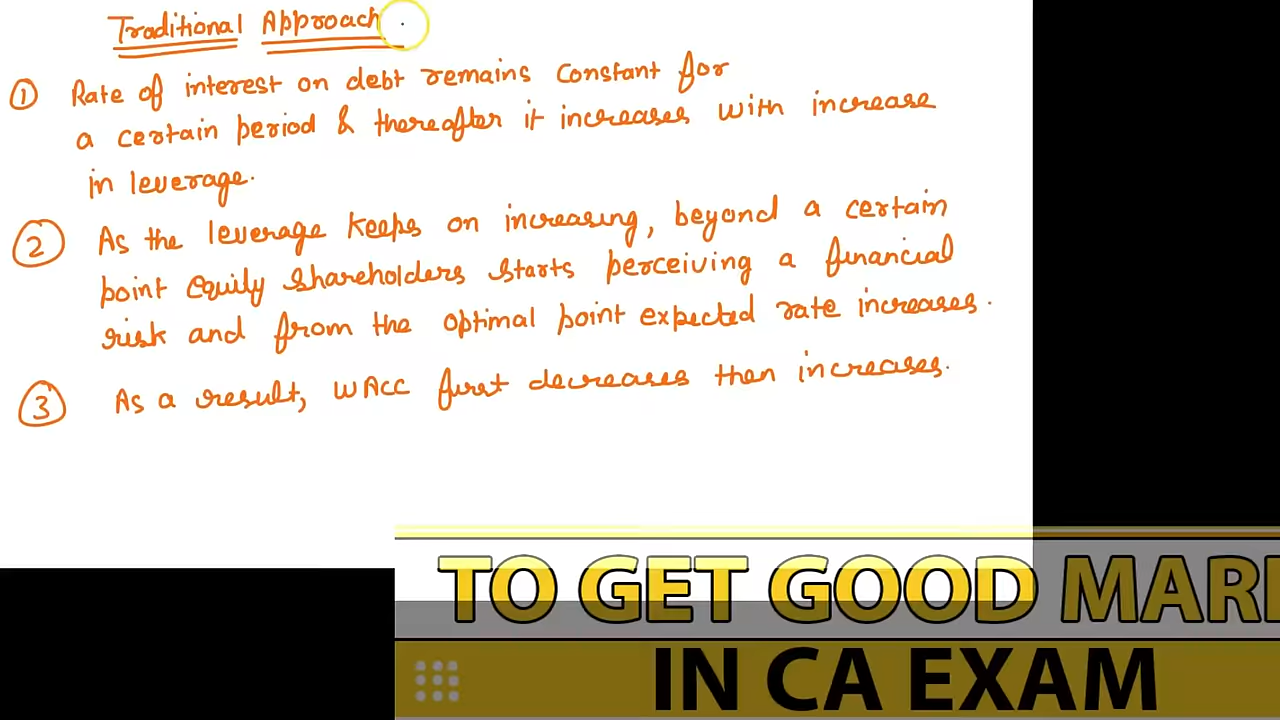 Traditional Approach.
① Rate of interest on debt remains constant for
a certain period & thereafter it increases with increase
in leverage.
② As the leverage keeps on increasing, beyond a certain
point equity shareholders starts perceiving a financial
risk and from the optimal point expected rate increases.
③ As a result, WACC first decreases then increases.
TO GET GOOD MAR
IN CA EXAM